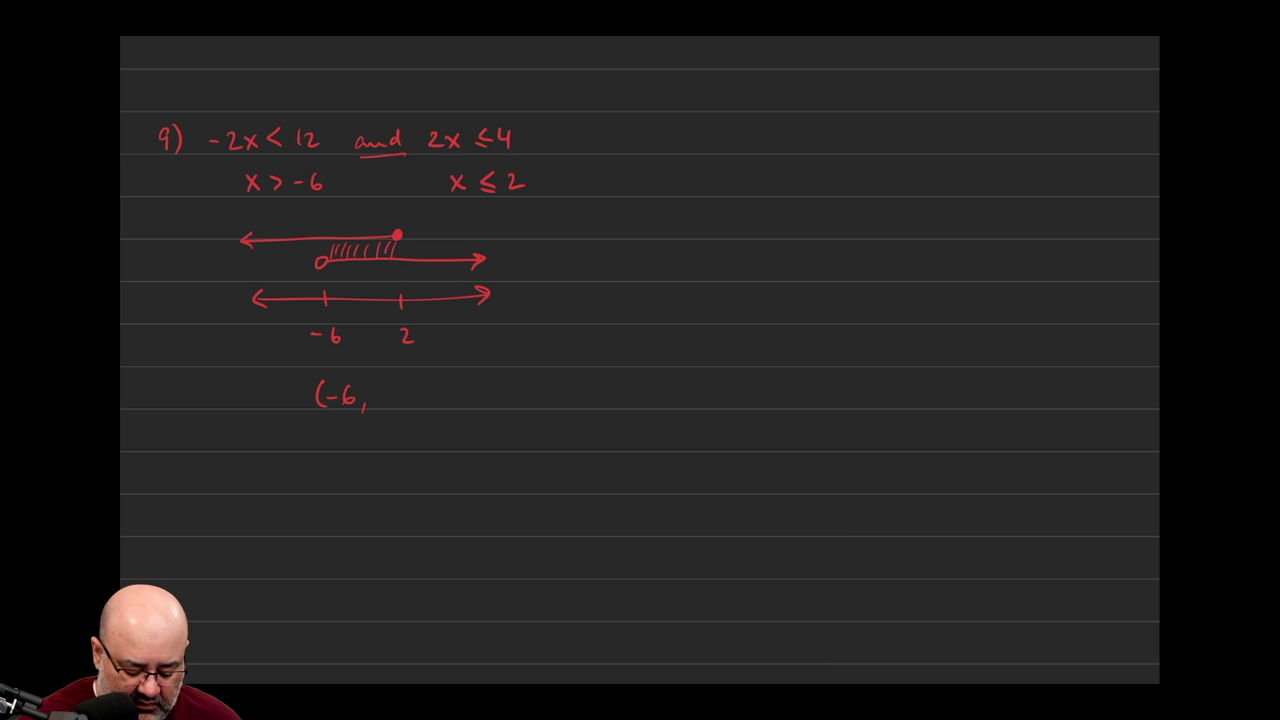 9) -2x < 12 and 2x ≤ 4
x > -6 x ≤ 2
-6 2
(-6,